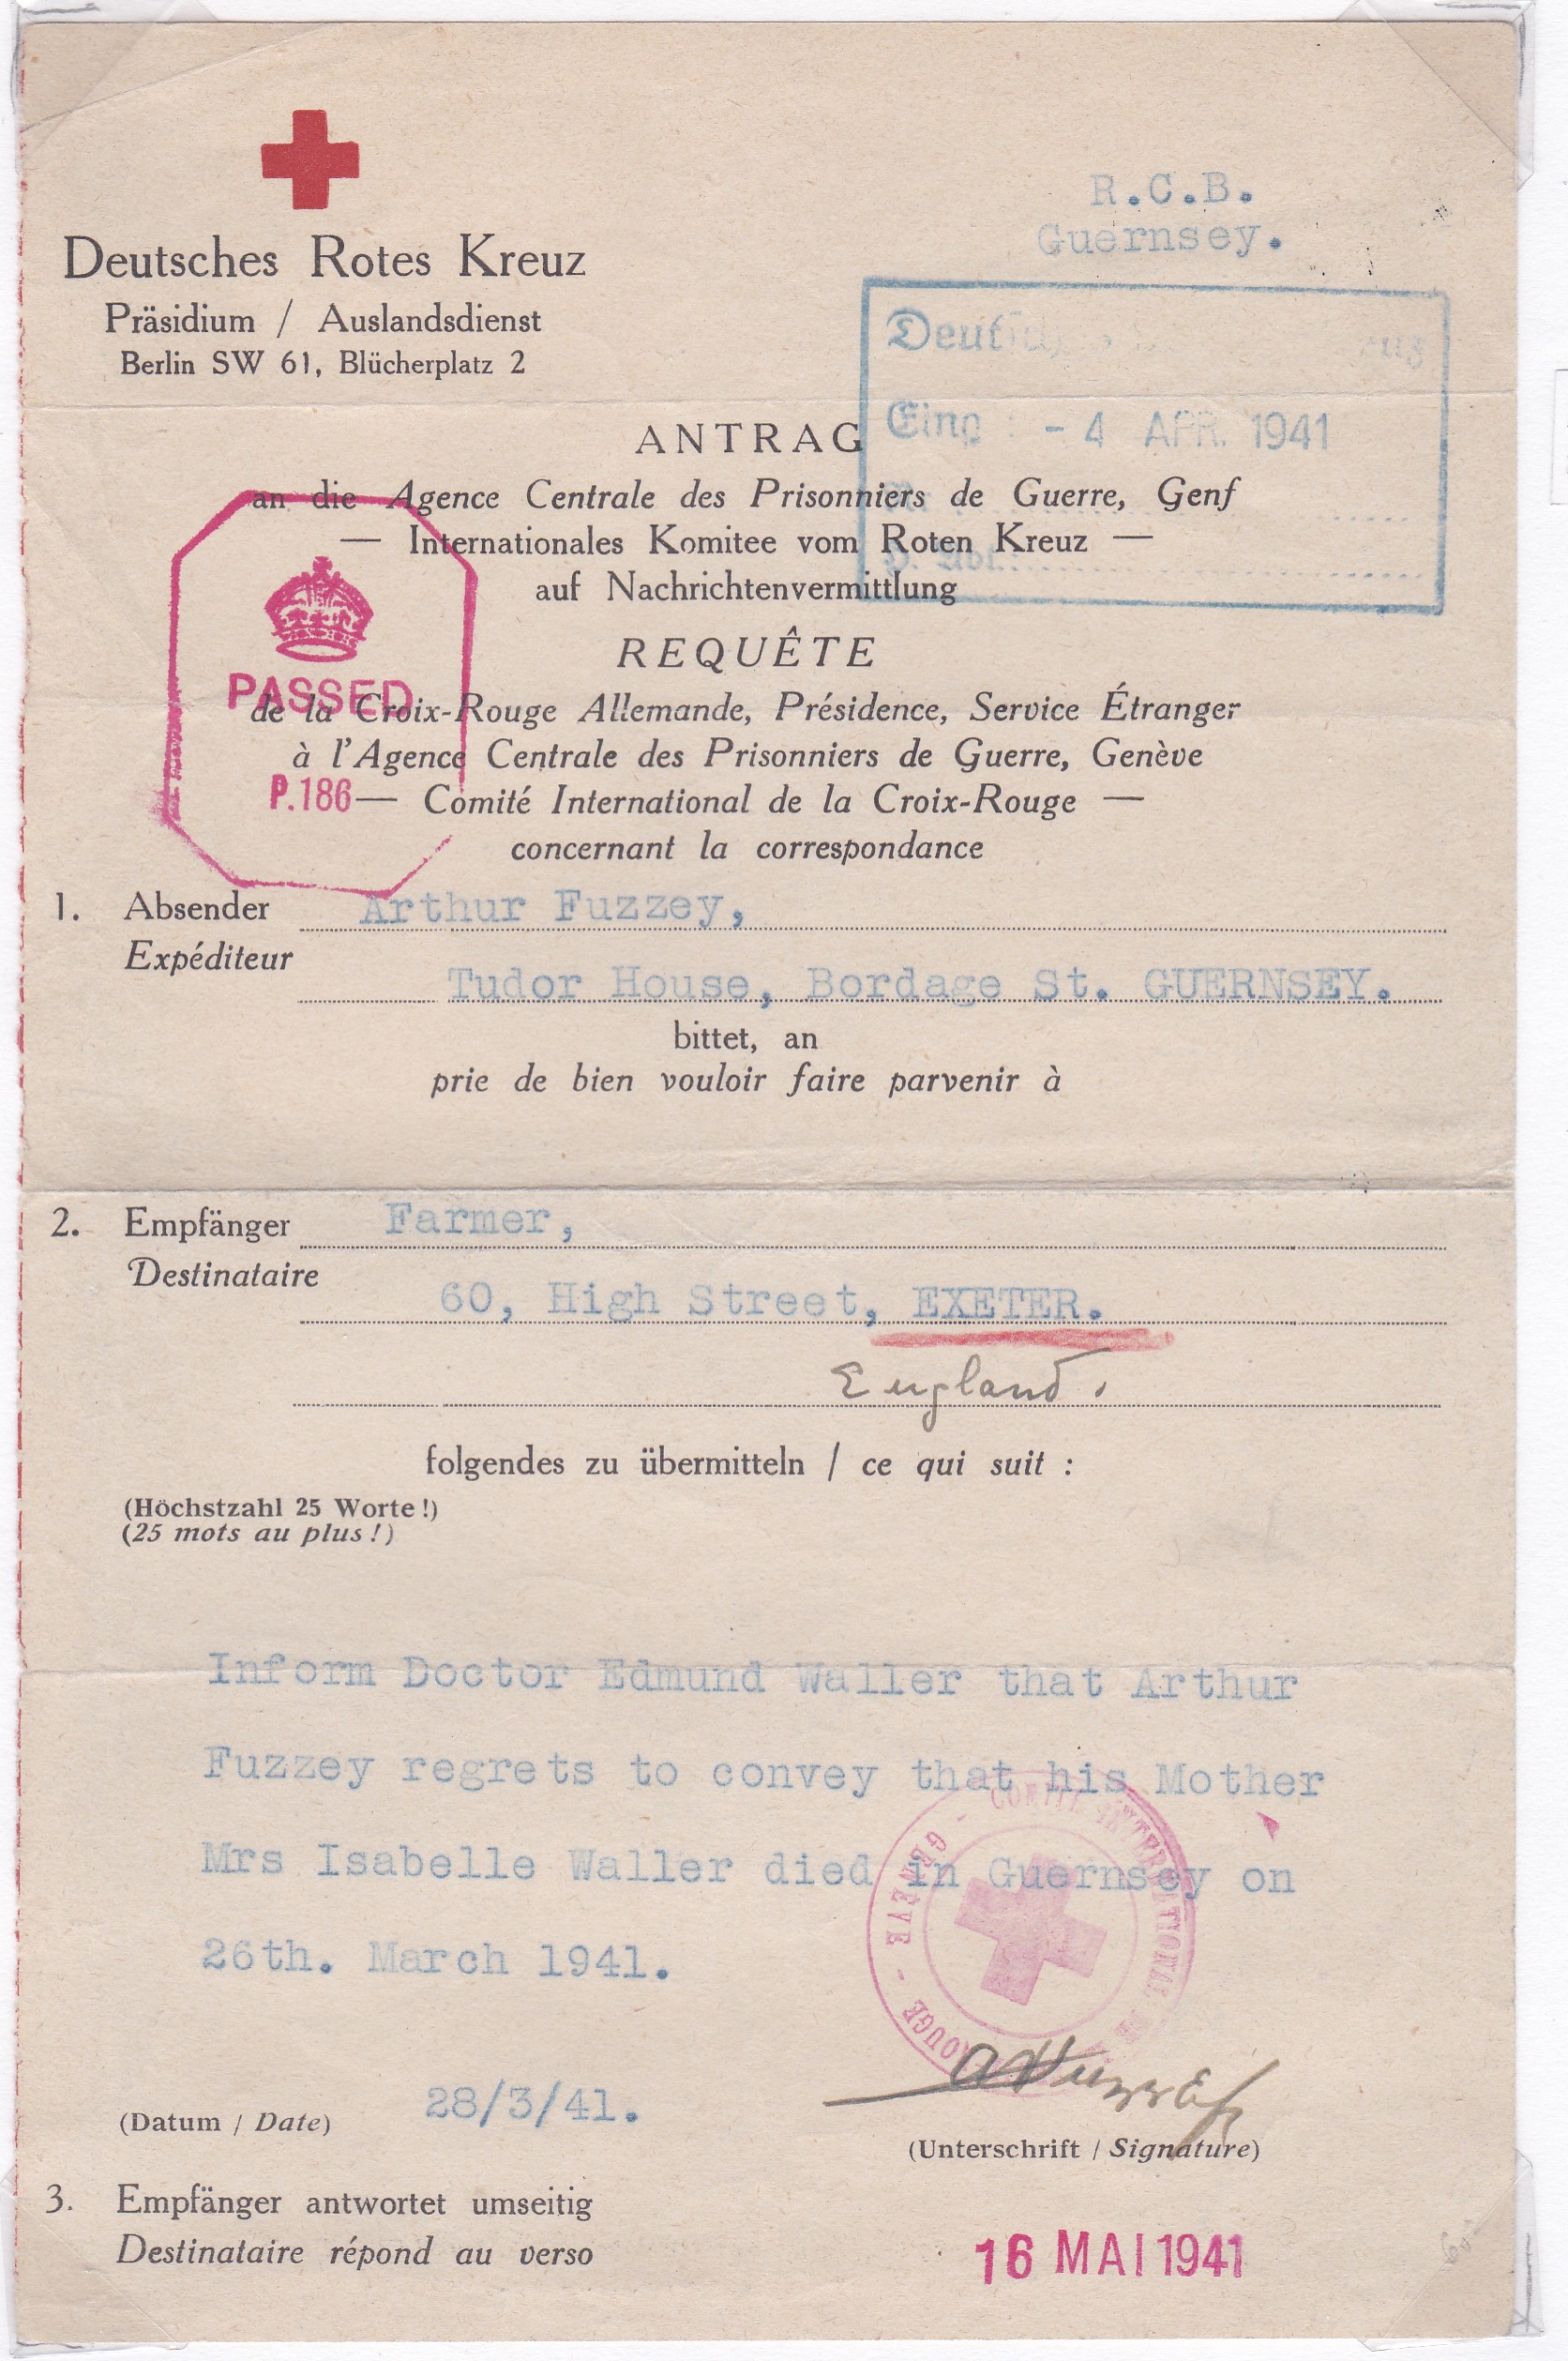 R.C.B.
Guernsey.
Deutsches Rotes Kreuz
Präsidium / Auslandsdienst
Berlin SW 61, Blücherplatz 2
Eing - 4 APR. 1941
ANTRAG
an die Agence Centrale des Prisonniers de Guerre, Genf
— Internationales Komitee vom Roten Kreuz —
auf Nachrichtenvermittlung
REQUÊTE
PASSED
de la Croix-Rouge Allemande, Présidence, Service Étranger
à l'Agence Centrale des Prisonniers de Guerre, Genève
P.186
— Comité International de la Croix-Rouge —
concernant la correspondance
1. Absender Arthur Fuzzey,
Expéditeur
Tudor House, Bordage St. GUERNSEY.
bittet, an
prie de bien vouloir faire parvenir à
2. Empfänger Farmer,
Destinataire
60, High Street, EXETER.
England.
folgendes zu übermitteln / ce qui suit :
(Höchstzahl 25 Worte!)
(25 mots au plus!)
Inform Doctor Edmund Waller that Arthur
Fuzzey regrets to convey that his Mother
Mrs Isabelle Waller died in Guernsey on
26th. March 1941.
COMITÉ INTERNATIONAL DE ROUGE - GENEVE -
(Datum / Date) 28/3/41.
A Fuzzey
(Unterschrift / Signature)
3. Empfänger antwortet umseitig
Destinataire répond au verso
16 MAI 1941